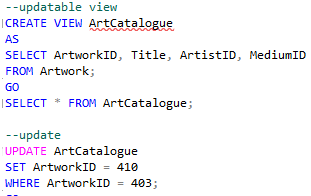 --updatable view
CREATE VIEW ArtCatalogue
AS
SELECT ArtworkID, Title, ArtistID, MediumID
FROM Artwork;
GO
SELECT * FROM ArtCatalogue;
--update
UPDATE ArtCatalogue
SET ArtworkID = 410
WHERE ArtworkID = 403;